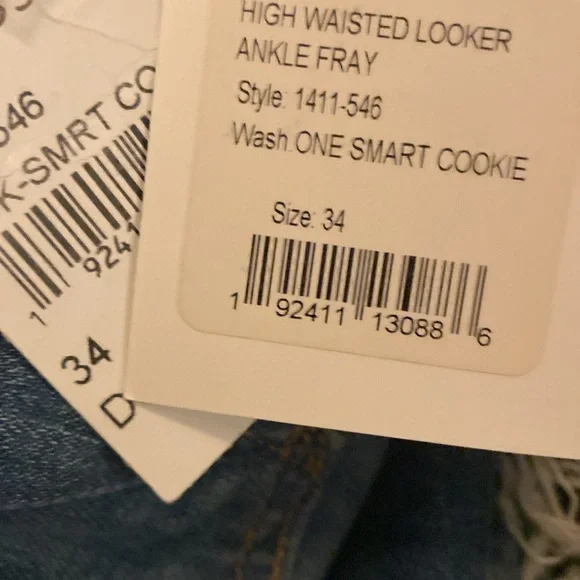 HIGH WAISTED LOOKER
ANKLE FRAY
Style: 1411-546
Wash.ONE SMART COOKIE
Size: 34
1 92411 13088 6
546
K-SMRT CO
1 9241
34
D